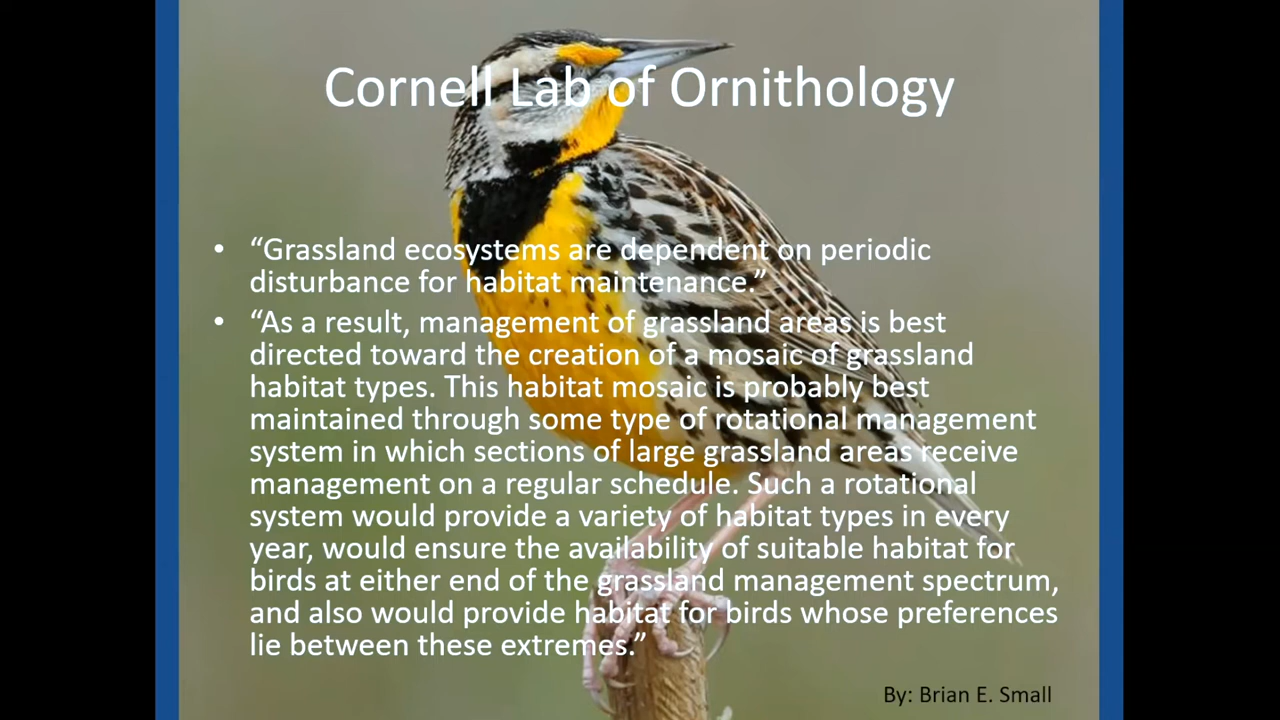 Cornell Lab of Ornithology
• “Grassland ecosystems are dependent on periodic
disturbance for habitat maintenance.”
• “As a result, management of grassland areas is best
directed toward the creation of a mosaic of grassland
habitat types. This habitat mosaic is probably best
maintained through some type of rotational management
system in which sections of large grassland areas receive
management on a regular schedule. Such a rotational
system would provide a variety of habitat types in every
year, would ensure the availability of suitable habitat for
birds at either end of the grassland management spectrum,
and also would provide habitat for birds whose preferences
lie between these extremes.”
By: Brian E. Small